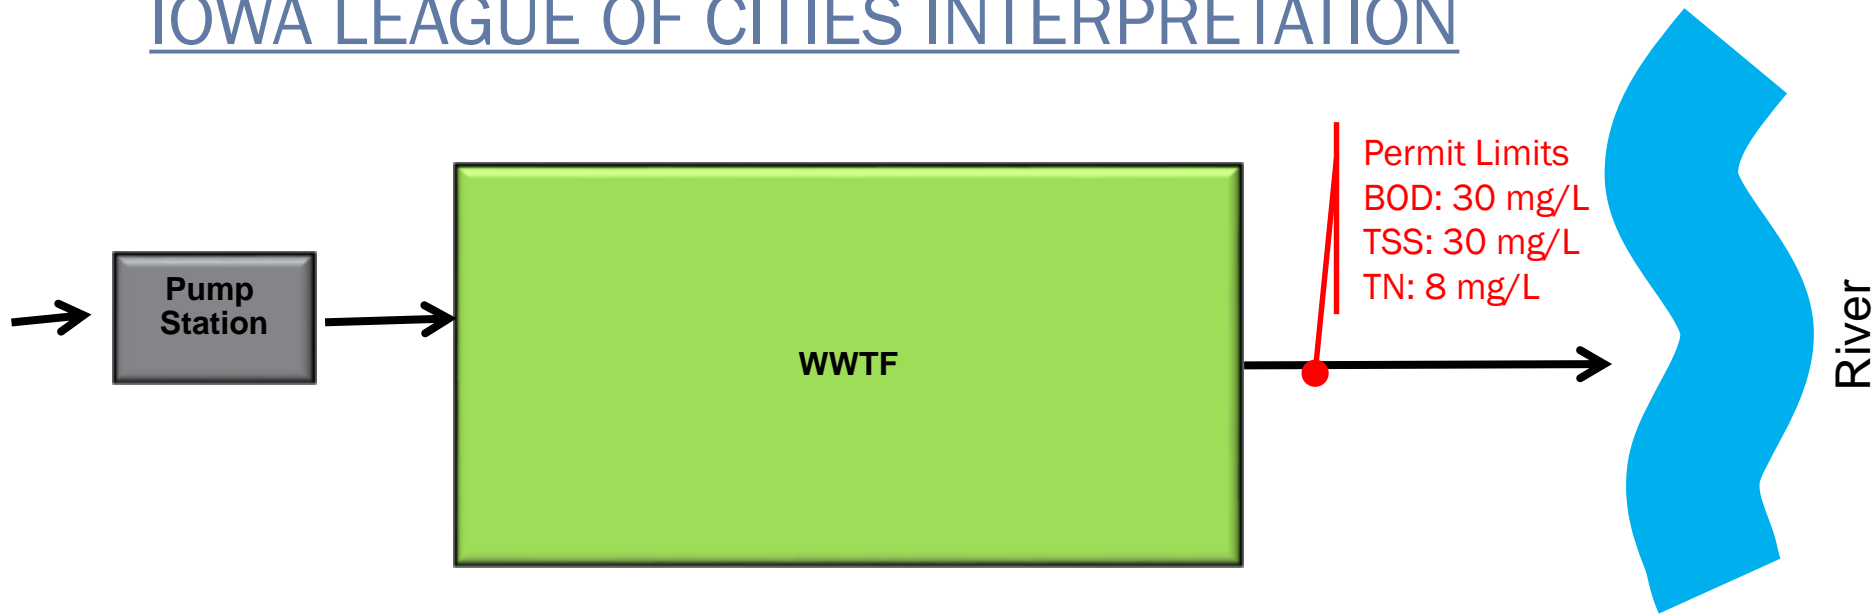 IOWA LEAGUE OF CITIES INTERPRETATION
Permit Limits
BOD: 30 mg/L
TSS: 30 mg/L
TN: 8 mg/L
Pump
Station
WWTF
River